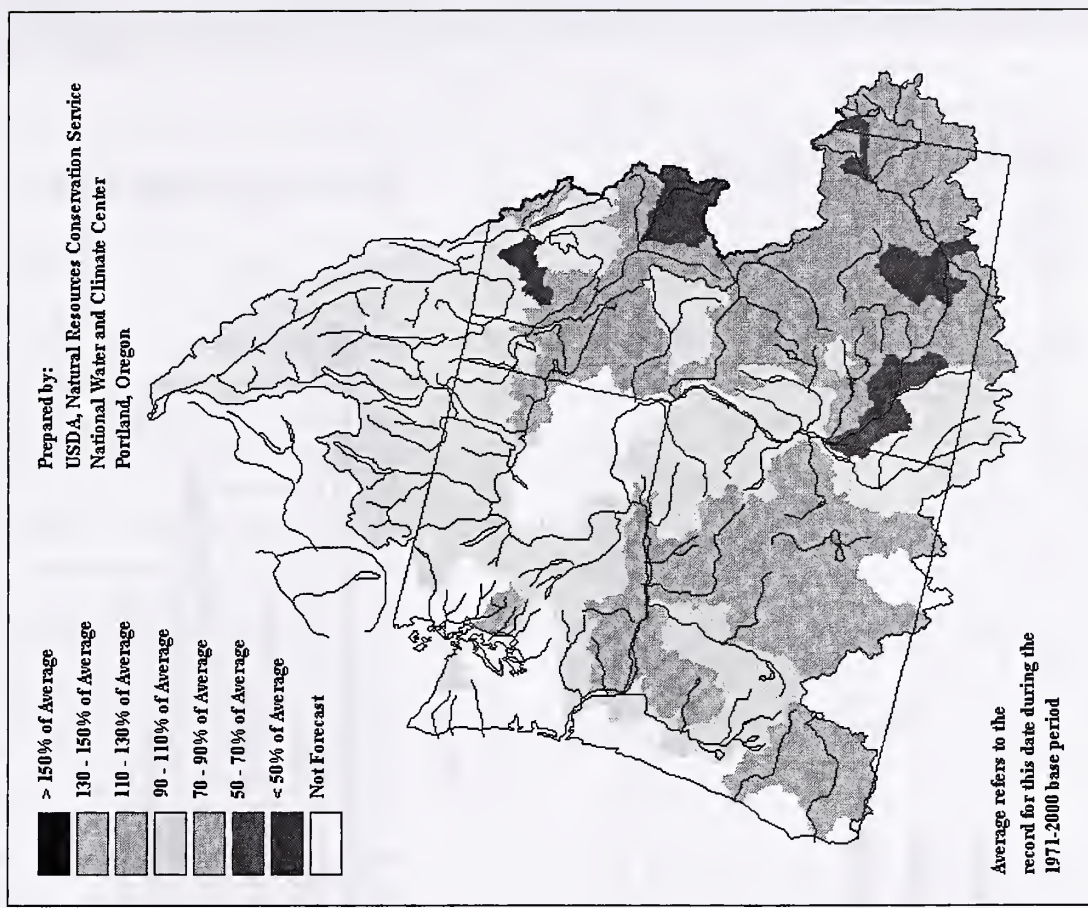 Prepared by:
USDA, Natural Resources Conservation Service
National Water and Climate Center
Portland, Oregon
> 150% of Average
130 - 150% of Average
110 - 130% of Average
90 - 110% of Average
70 - 90% of Average
50 - 70% of Average
< 50% of Average
Not Forecast
Average refers to the
record for this date during the
1971-2000 base period